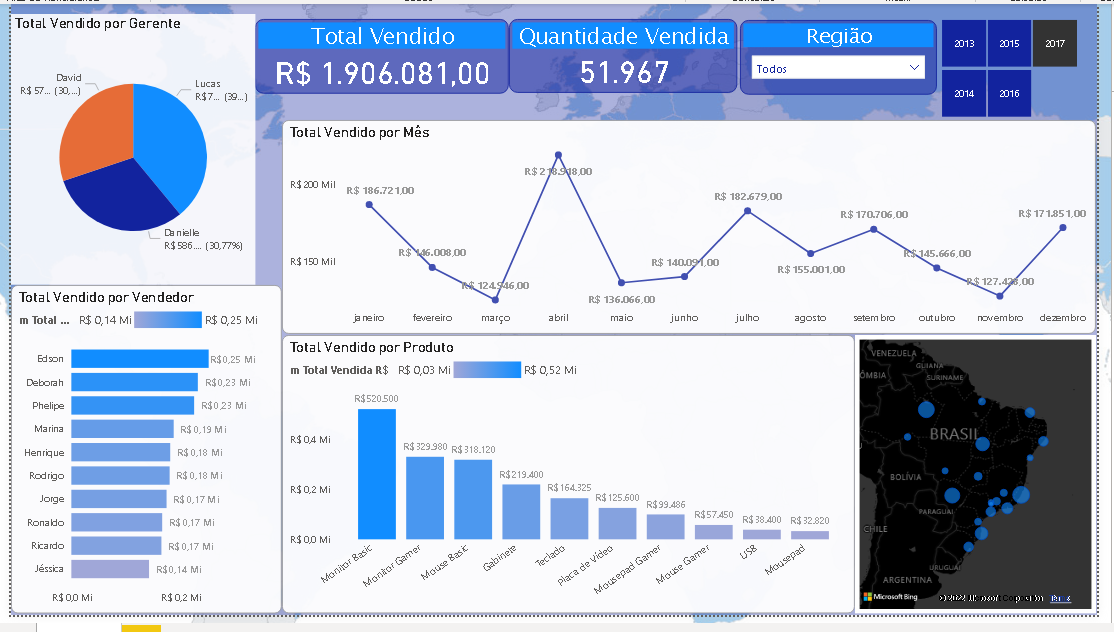 Total Vendido por Gerente
David
R$ 57... (30,...)
Lucas
R$7... (39...)
Danielle
R$586.... (30,77%)
Total Vendido
R$ 1.906.081,00
Quantidade Vendida
51.967
Região
Todos
2013
2015
2017
2014
2016
Total Vendido por Mês
R$ 200 Mil
R$ 150 Mil
R$ 186.721,00
R$ 146.008,00
R$ 124.946,00
R$ 218.918,00
R$ 136.066,00
R$ 140.091,00
R$ 182.679,00
R$ 155.001,00
R$ 170.706,00
R$ 145.666,00
R$ 171.851,00
janeiro
fevereiro
março
abril
maio
junho
julho
agosto
setembro
outubro
novembro
dezembro
Total Vendido por Vendedor
m Total ...
R$ 0,14 Mi
R$ 0,25 Mi
Edson
R$0,25 Mi
Deborah
R$0,23 Mi
Phelipe
R$0,23 Mi
Marina
R$0,19 Mi
Henrique
R$0,18 Mi
Rodrigo
R$0,18 Mi
Jorge
R$0,17 Mi
Ronaldo
R$0,17 Mi
Ricardo
R$0,17 Mi
Jéssica
R$0,14 Mi
R$0,0 Mi
R$0,2 Mi
Total Vendido por Produto
m Total Vendida R$
R$ 0,03 Mi
R$ 0,52 Mi
R$0,4 Mi
R$0,2 Mi
R$0,0 Mi
R$520.500
R$329.980
R$318.120
R$219.400
R$164.325
R$125.600
R$99.486
R$57.450
R$38.400
R$32.820
Monitor Basic
Monitor Gamer
Mouse Basic
Gabinete
Teclado
Placa de Vídeo
Mousepad Gamer
Mouse Gamer
USB
Mousepad
VENEZUELA
GUIANA
SURINAME
ÔMBIA
BRASIL
BOLÍVIA
PARAGUAI
CHILE
URUGUAI
ARGENTINA
Microsoft Bing